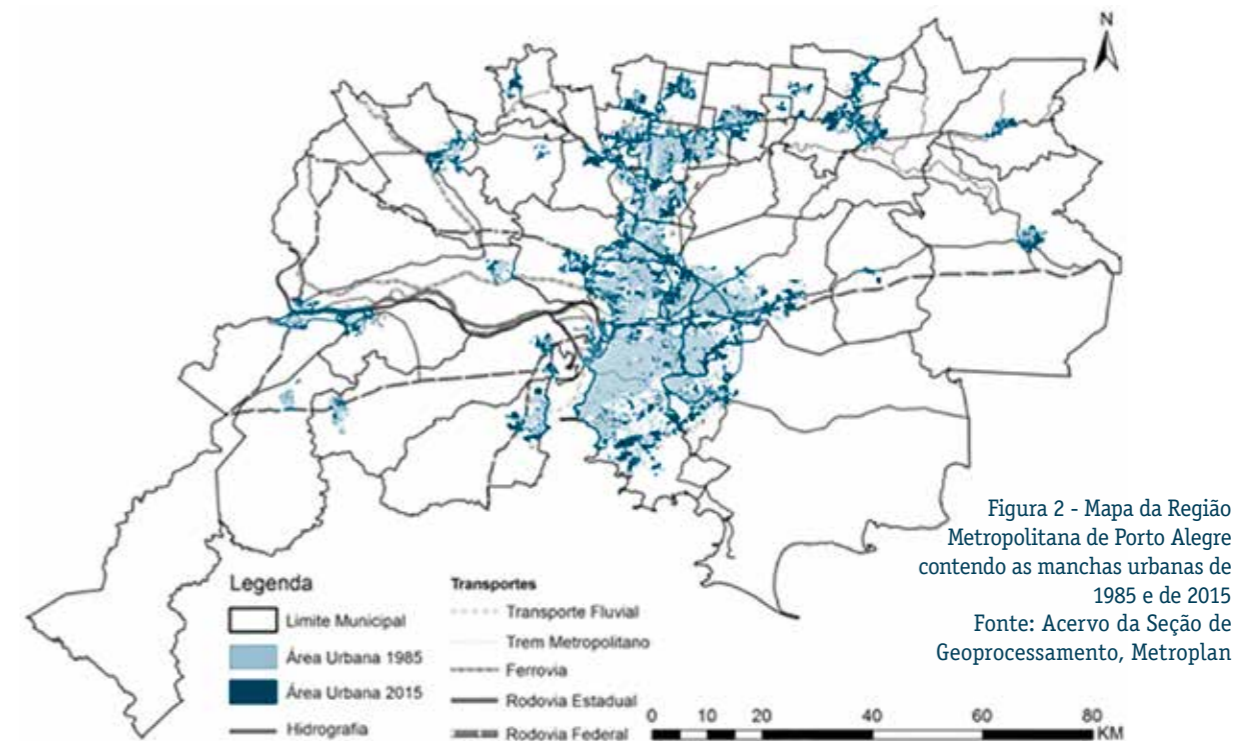 N
Figura 2 - Mapa da Região
Metropolitana de Porto Alegre
contendo as manchas urbanas de
1985 e de 2015
Fonte: Acervo da Seção de
Geoprocessamento, Metroplan
Legenda
Limite Municipal
Área Urbana 1985
Área Urbana 2015
Hidrografia
Transportes
Transporte Fluvial
Trem Metropolitano
Ferrovia
Rodovia Estadual
Rodovia Federal
0 10 20 40 60 80
KM